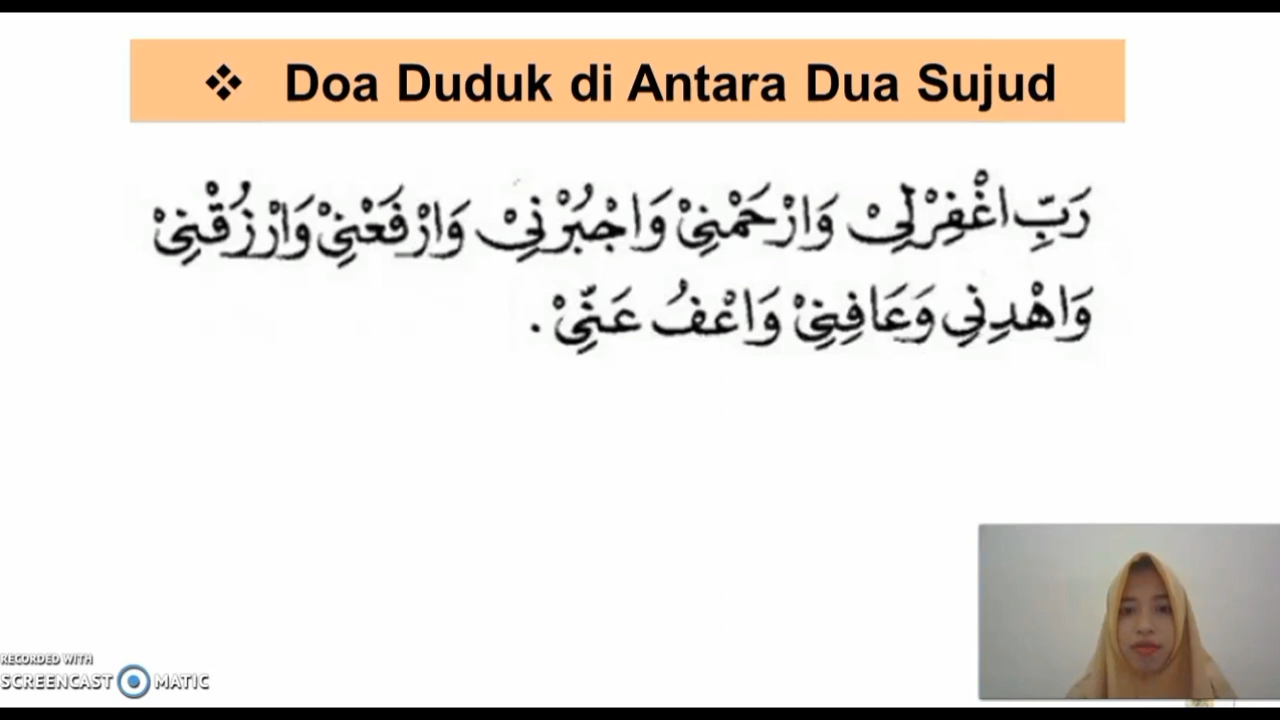 ❖ Doa Duduk di Antara Dua Sujud
رَبِّ اغْفِرْلِيْ وَارْحَمْنِيْ وَاجْبُرْنِيْ وَارْفَعْنِيْ وَارْزُقْنِيْ
وَاهْدِنِي وَعَافِنِيْ وَاعْفُ عَنِّيْ.
RECORDED WITH
SCREENCAST MATIC